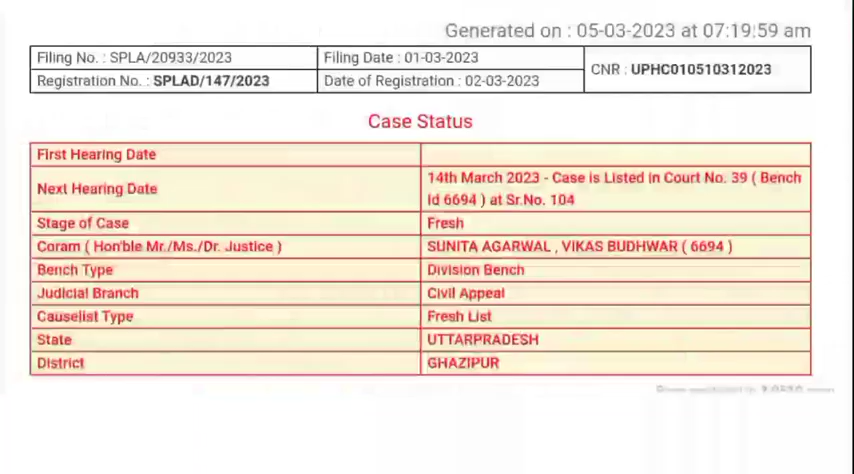 Generated on : 05-03-2023 at 07:19:59 am
Filing No. : SPLA/20933/2023 Filing Date : 01-03-2023
CNR : UPHC010510312023
Registration No. : SPLAD/147/2023 Date of Registration : 02-03-2023
Case Status
First Hearing Date
Next Hearing Date 14th March 2023 - Case is Listed in Court No. 39 ( Bench
Id 6694 ) at Sr.No. 104
Stage of Case Fresh
Coram ( Hon'ble Mr./Ms./Dr. Justice ) SUNITA AGARWAL , VIKAS BUDHWAR ( 6694 )
Bench Type Division Bench
Judicial Branch Civil Appeal
Causelist Type Fresh List
State UTTARPRADESH
District GHAZIPUR